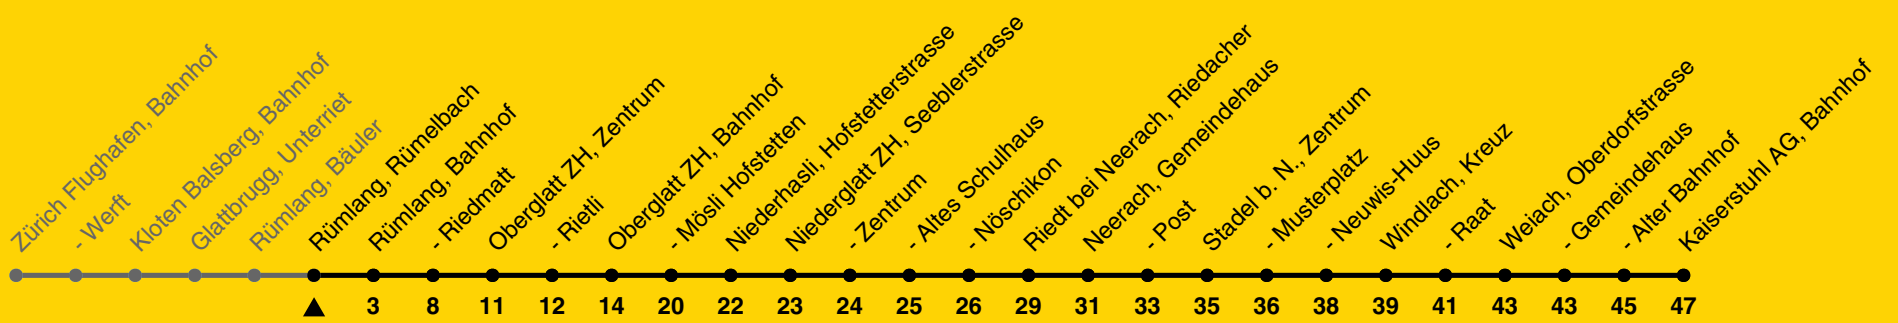 Zürich Flughafen, Bahnhof
- Werft
Kloten Balsberg, Bahnhof
Glattbrugg, Unterriet
Rümlang, Bäuler
Rümlang, Rümelbach
Rümlang, Bahnhof
- Riedmatt
Oberglatt ZH, Zentrum
- Rietli
Oberglatt ZH, Bahnhof
- Mösli Hofstetten
Niederhasli, Hofstetterstrasse
Niederglatt ZH, Seeblerstrasse
- Zentrum
- Altes Schulhaus
- Nöschikon
Riedt bei Neerach, Riedacher
Neerach, Gemeindehaus
- Post
Stadel b. N., Zentrum
- Musterplatz
- Neuwis-Huus
Windlach, Kreuz
- Raat
Weiach, Oberdorfstrasse
- Gemeindehaus
- Alter Bahnhof
Kaiserstuhl AG, Bahnhof
3 8 11 12 14 20 22 23 24 25 26 29 31 33 35 36 38 39 41 43 43 45 47